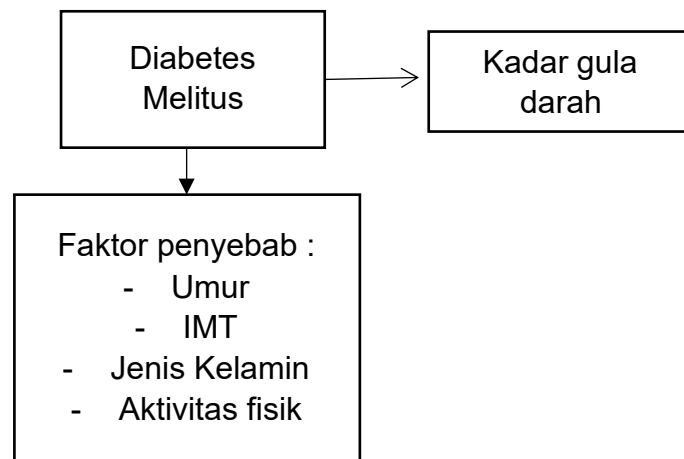 Diabetes
Melitus
Kadar gula
darah
Faktor penyebab :
- Umur
- IMT
- Jenis Kelamin
- Aktivitas fisik